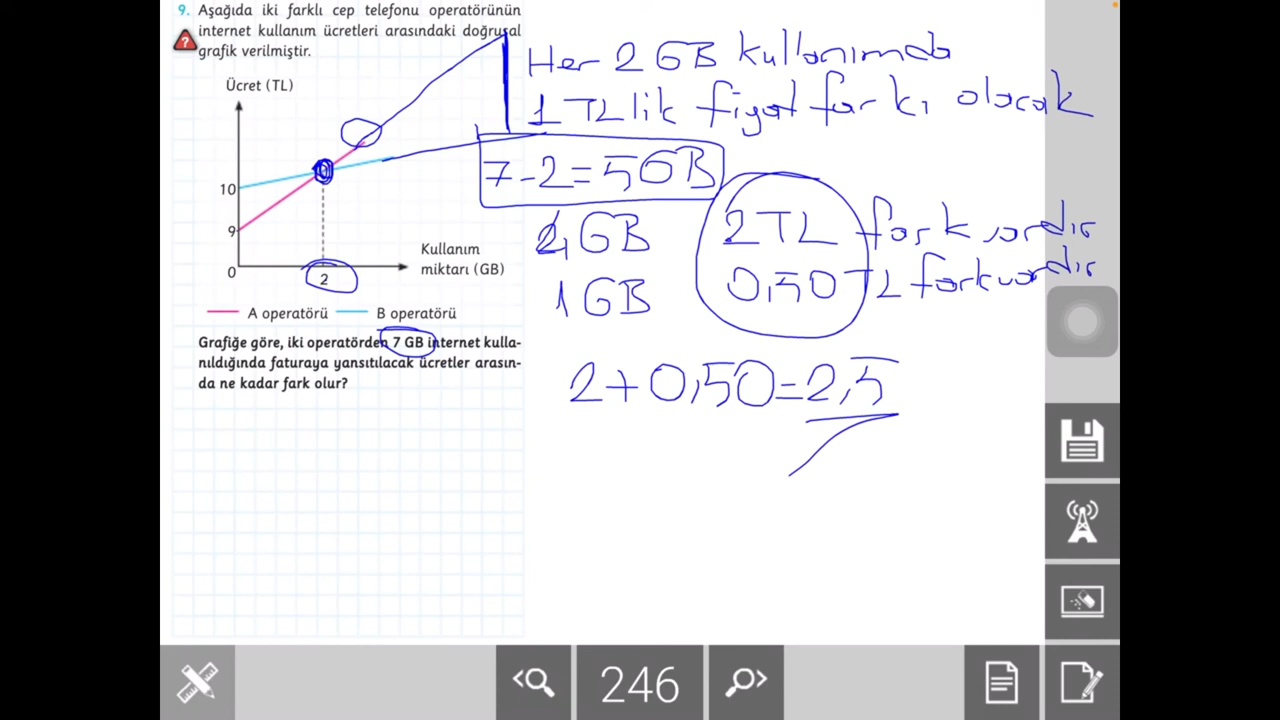 9. Aşağıda iki farklı cep telefonu operatörünün
internet kullanım ücretleri arasındaki doğrusal
grafik verilmiştir.
?
Ücret (TL)
10
9
0
2
Kullanım
miktarı (GB)
A operatörü
B operatörü
Grafiğe göre, iki operatörden 7 GB internet kulla-
nıldığında faturaya yansıtılacak ücretler arasın-
da ne kadar fark olur?
Her 2 GB kullanımda
1 TL lik fiyat farkı olacak
7-2=5GB
4 GB 2 TL fark vardır
1 GB 0,50 TL fark vardır
2+0,50=2,5
246